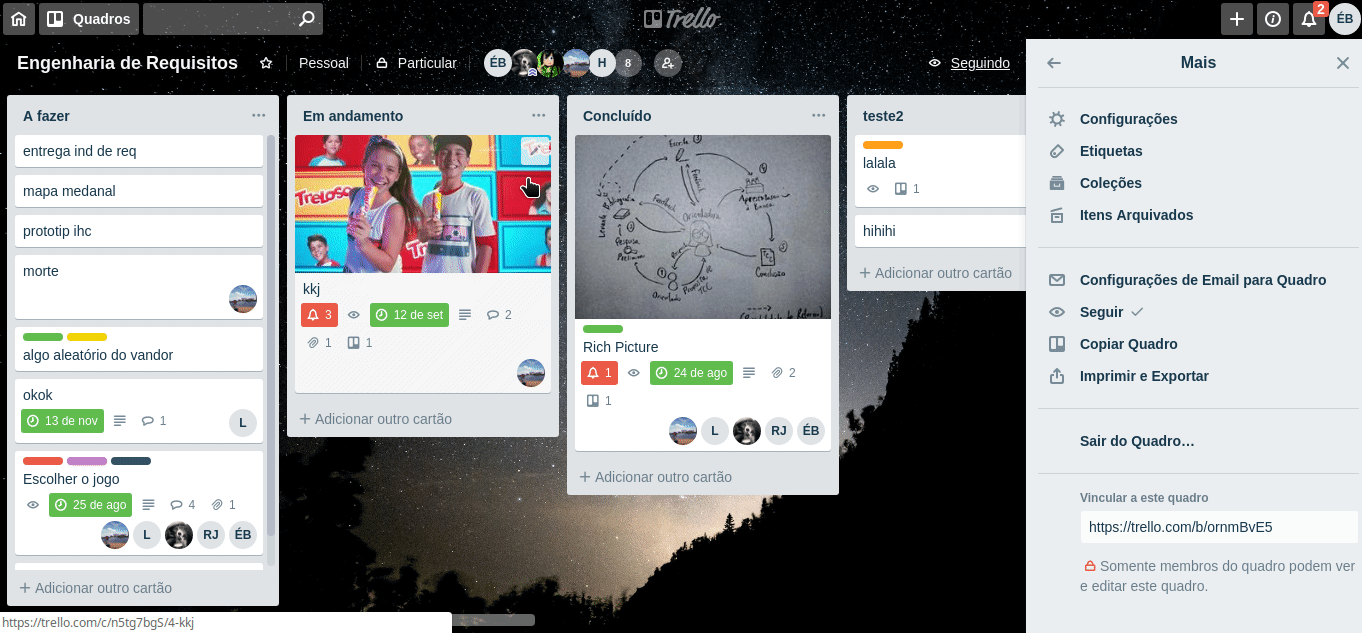 Quadros
Trello
2
ÉB
Engenharia de Requisitos
Pessoal
Particular
ÉB
H
8
Seguindo
A fazer
entrega ind de req
mapa medanal
prototip ihc
morte
algo aleatório do vandor
okok
13 de nov
1
L
Escolher o jogo
25 de ago
4
1
L
RJ
ÉB
+ Adicionar outro cartão
Em andamento
TRELOSO
kkj
3
12 de set
2
1
1
+ Adicionar outro cartão
Concluído
Escrita
Feedback
Orientadora
Apresentação
Conclusão
TCC
Rich Picture
1
24 de ago
2
1
L
RJ
ÉB
+ Adicionar outro cartão
teste2
lalala
1
hihihi
+ Adicionar outro cartão
Mais
Configurações
Etiquetas
Coleções
Itens Arquivados
Configurações de Email para Quadro
Seguir
Copiar Quadro
Imprimir e Exportar
Sair do Quadro…
Vincular a este quadro
https://trello.com/b/ornmBvE5
Somente membros do quadro podem ver
e editar este quadro.
https://trello.com/c/n5tg7bgS/4-kkj